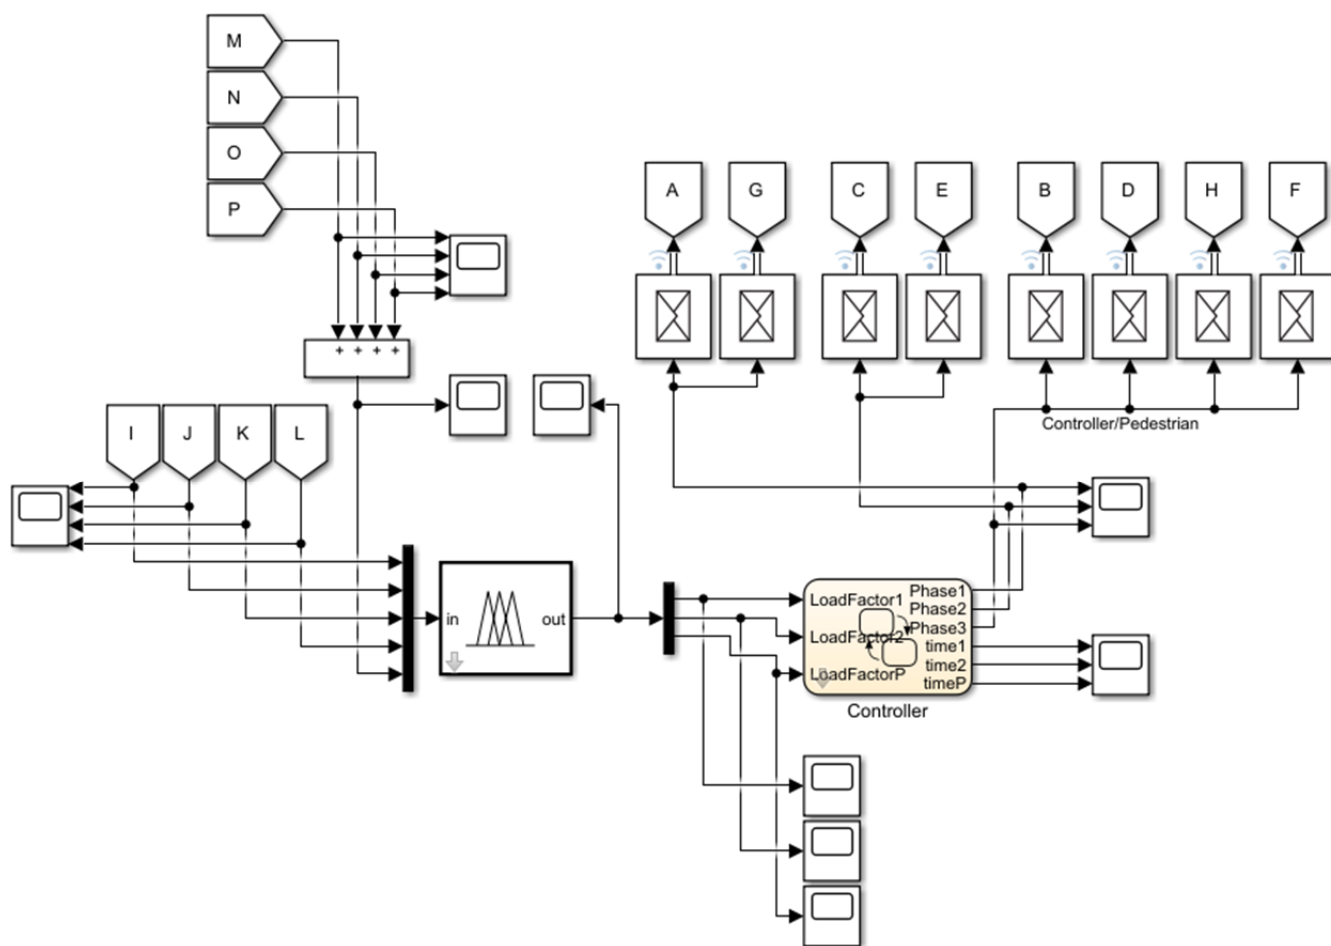 M
N
O
P
A G C E B D H F
+ + + +
I J K L
Controller/Pedestrian
in out
LoadFactor1
LoadFactor2
LoadFactorP
Phase1
Phase2
Phase3
time1
time2
timeP
Controller